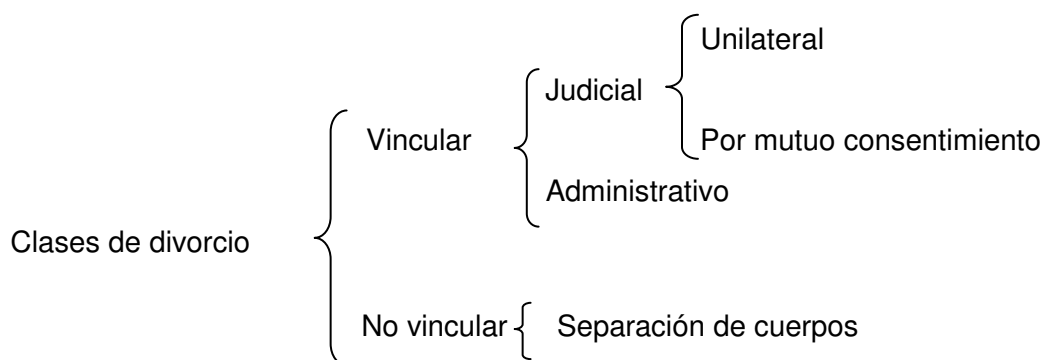 Clases de divorcio
Vincular
Judicial
Unilateral
Por mutuo consentimiento
Administrativo
No vincular
Separación de cuerpos